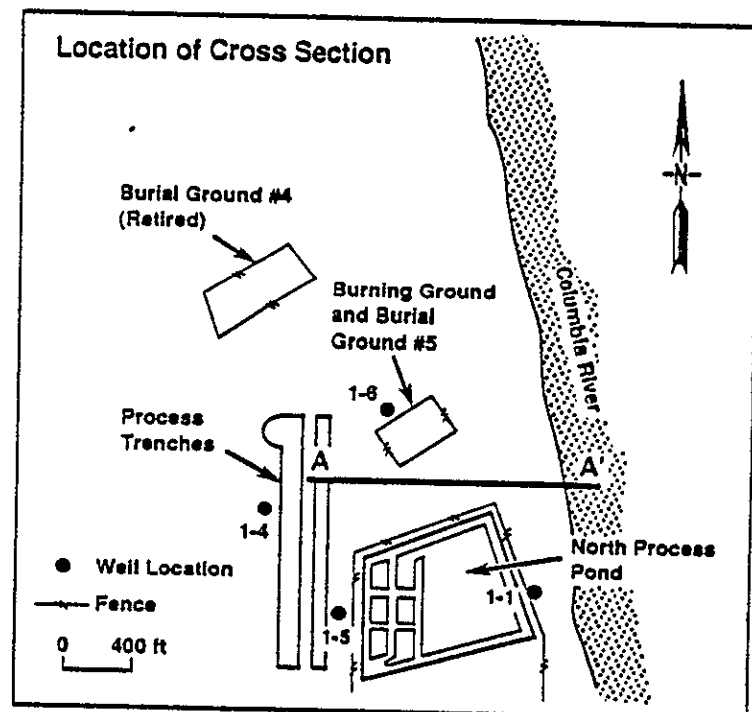 Location of Cross Section
N
Burial Ground #4
(Retired)
Burning Ground
and Burial
Ground #5
Columbia River
1-6
Process
Trenches
A
A'
1-4
Well Location
North Process
Pond
1-1
Fence
1-5
0 400 ft